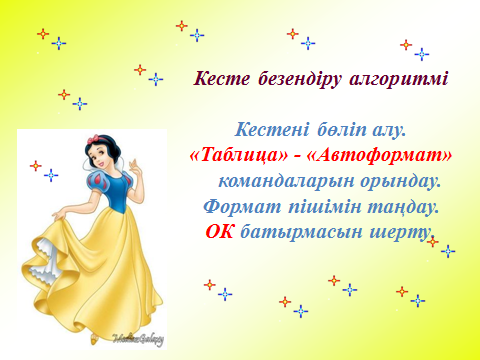 Кесте безендіру алгоритмі
Кестені бөліп алу.
«Таблица» - «Автоформат»
командаларын орындау.
Формат пішімін таңдау.
ОК батырмасын шерту.